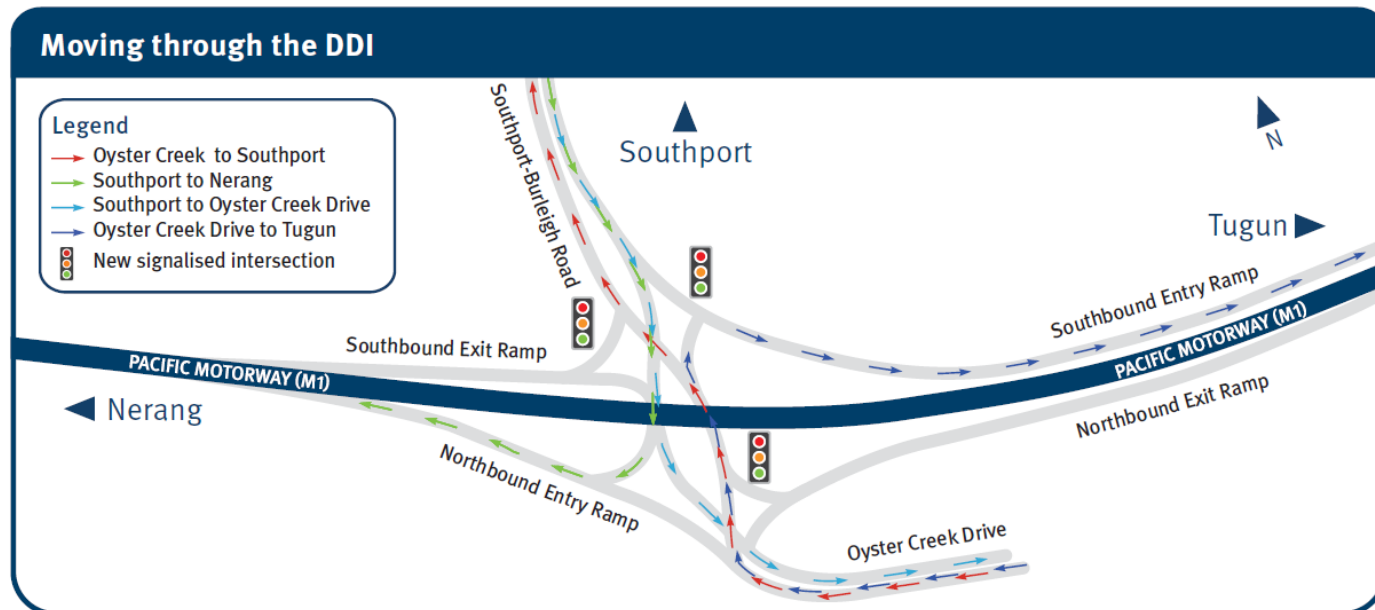 Moving through the DDI
Legend
Oyster Creek to Southport
Southport to Nerang
Southport to Oyster Creek Drive
Oyster Creek Drive to Tugun
New signalised intersection
Southport-Burleigh Road
Southport
N
Tugun
Southbound Entry Ramp
PACIFIC MOTORWAY (M1)
Northbound Exit Ramp
Southbound Exit Ramp
PACIFIC MOTORWAY (M1)
Nerang
Northbound Entry Ramp
Oyster Creek Drive